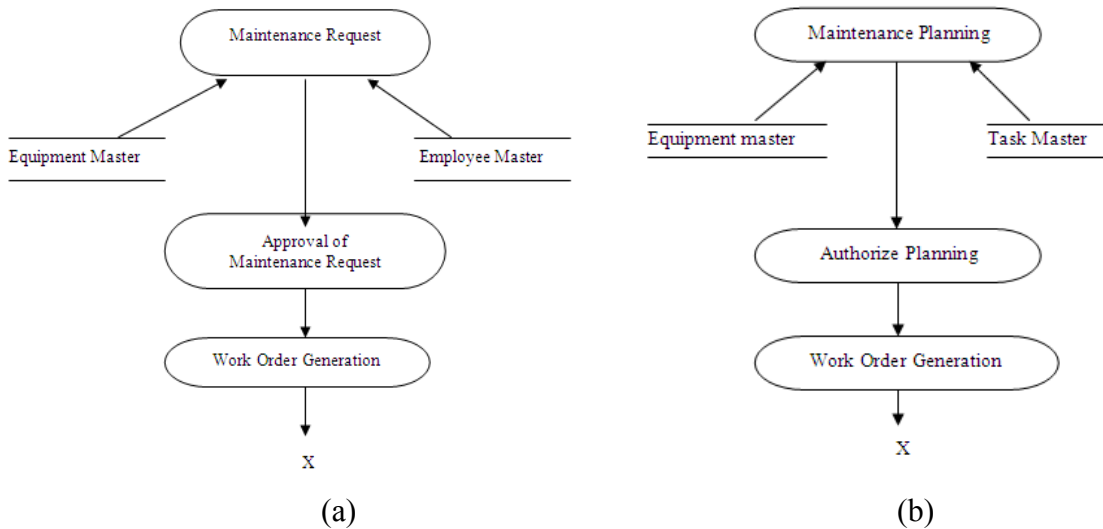 Maintenance Request
Equipment Master
Employee Master
Approval of
Maintenance Request
Work Order Generation
X
(a)
Maintenance Planning
Equipment master
Task Master
Authorize Planning
Work Order Generation
X
(b)